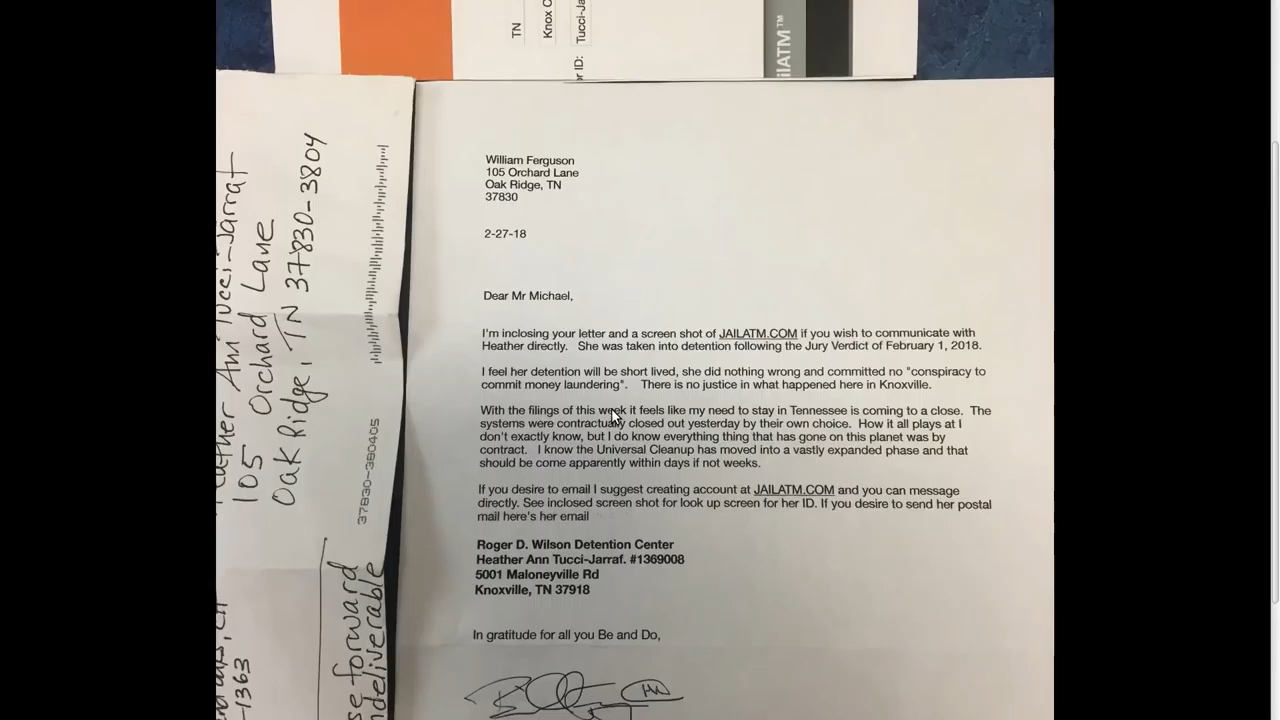 TN
Knox C
r ID:
Tucci-Ja
ilATM™
Ann Tucci-Jarrat
105 Orchard Lane
Oak Ridge, TN 37830-3804
37830-380405
-1363
se forward
ndeliverable
William Ferguson
105 Orchard Lane
Oak Ridge, TN
37830
2-27-18
Dear Mr Michael,
I'm inclosing your letter and a screen shot of JAILATM.COM if you wish to communicate with
Heather directly. She was taken into detention following the Jury Verdict of February 1, 2018.
I feel her detention will be short lived, she did nothing wrong and committed no "conspiracy to
commit money laundering". There is no justice in what happened here in Knoxville.
With the filings of this week it feels like my need to stay in Tennessee is coming to a close. The
systems were contractually closed out yesterday by their own choice. How it all plays at I
don't exactly know, but I do know everything thing that has gone on this planet was by
contract. I know the Universal Cleanup has moved into a vastly expanded phase and that
should be come apparently within days if not weeks.
If you desire to email I suggest creating account at JAILATM.COM and you can message
directly. See inclosed screen shot for look up screen for her ID. If you desire to send her postal
mail here's her email
Roger D. Wilson Detention Center
Heather Ann Tucci-Jarraf. #1369008
5001 Maloneyville Rd
Knoxville, TN 37918
In gratitude for all you Be and Do,